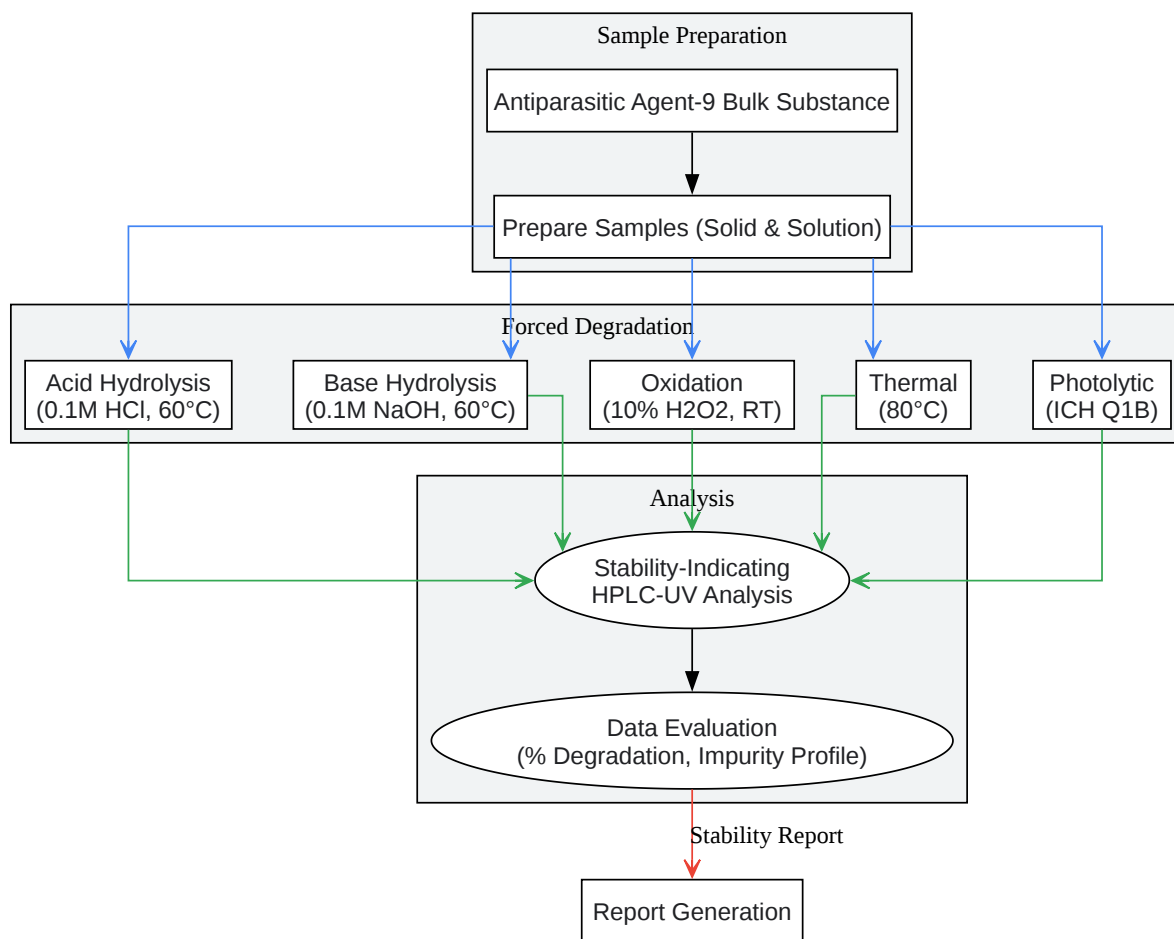 Sample Preparation
Antiparasitic Agent-9 Bulk Substance
Prepare Samples (Solid & Solution)
Forced Degradation
Acid Hydrolysis
(0.1M HCl, 60°C)
Base Hydrolysis
(0.1M NaOH, 60°C)
Oxidation
(10% H2O2, RT)
Thermal
(80°C)
Photolytic
(ICH Q1B)
Analysis
Stability-Indicating
HPLC-UV Analysis
Data Evaluation
(% Degradation, Impurity Profile)
Stability Report
Report Generation